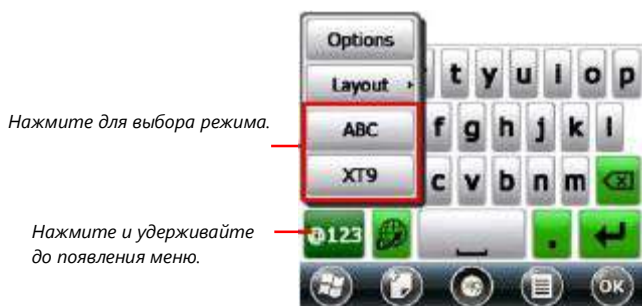 Options
t y u i o p
Layout
Нажмите для выбора режима.
ABC
f g h j k l
XT9
c v b n m
Нажмите и удерживайте
до появления меню.
@123
.
OK